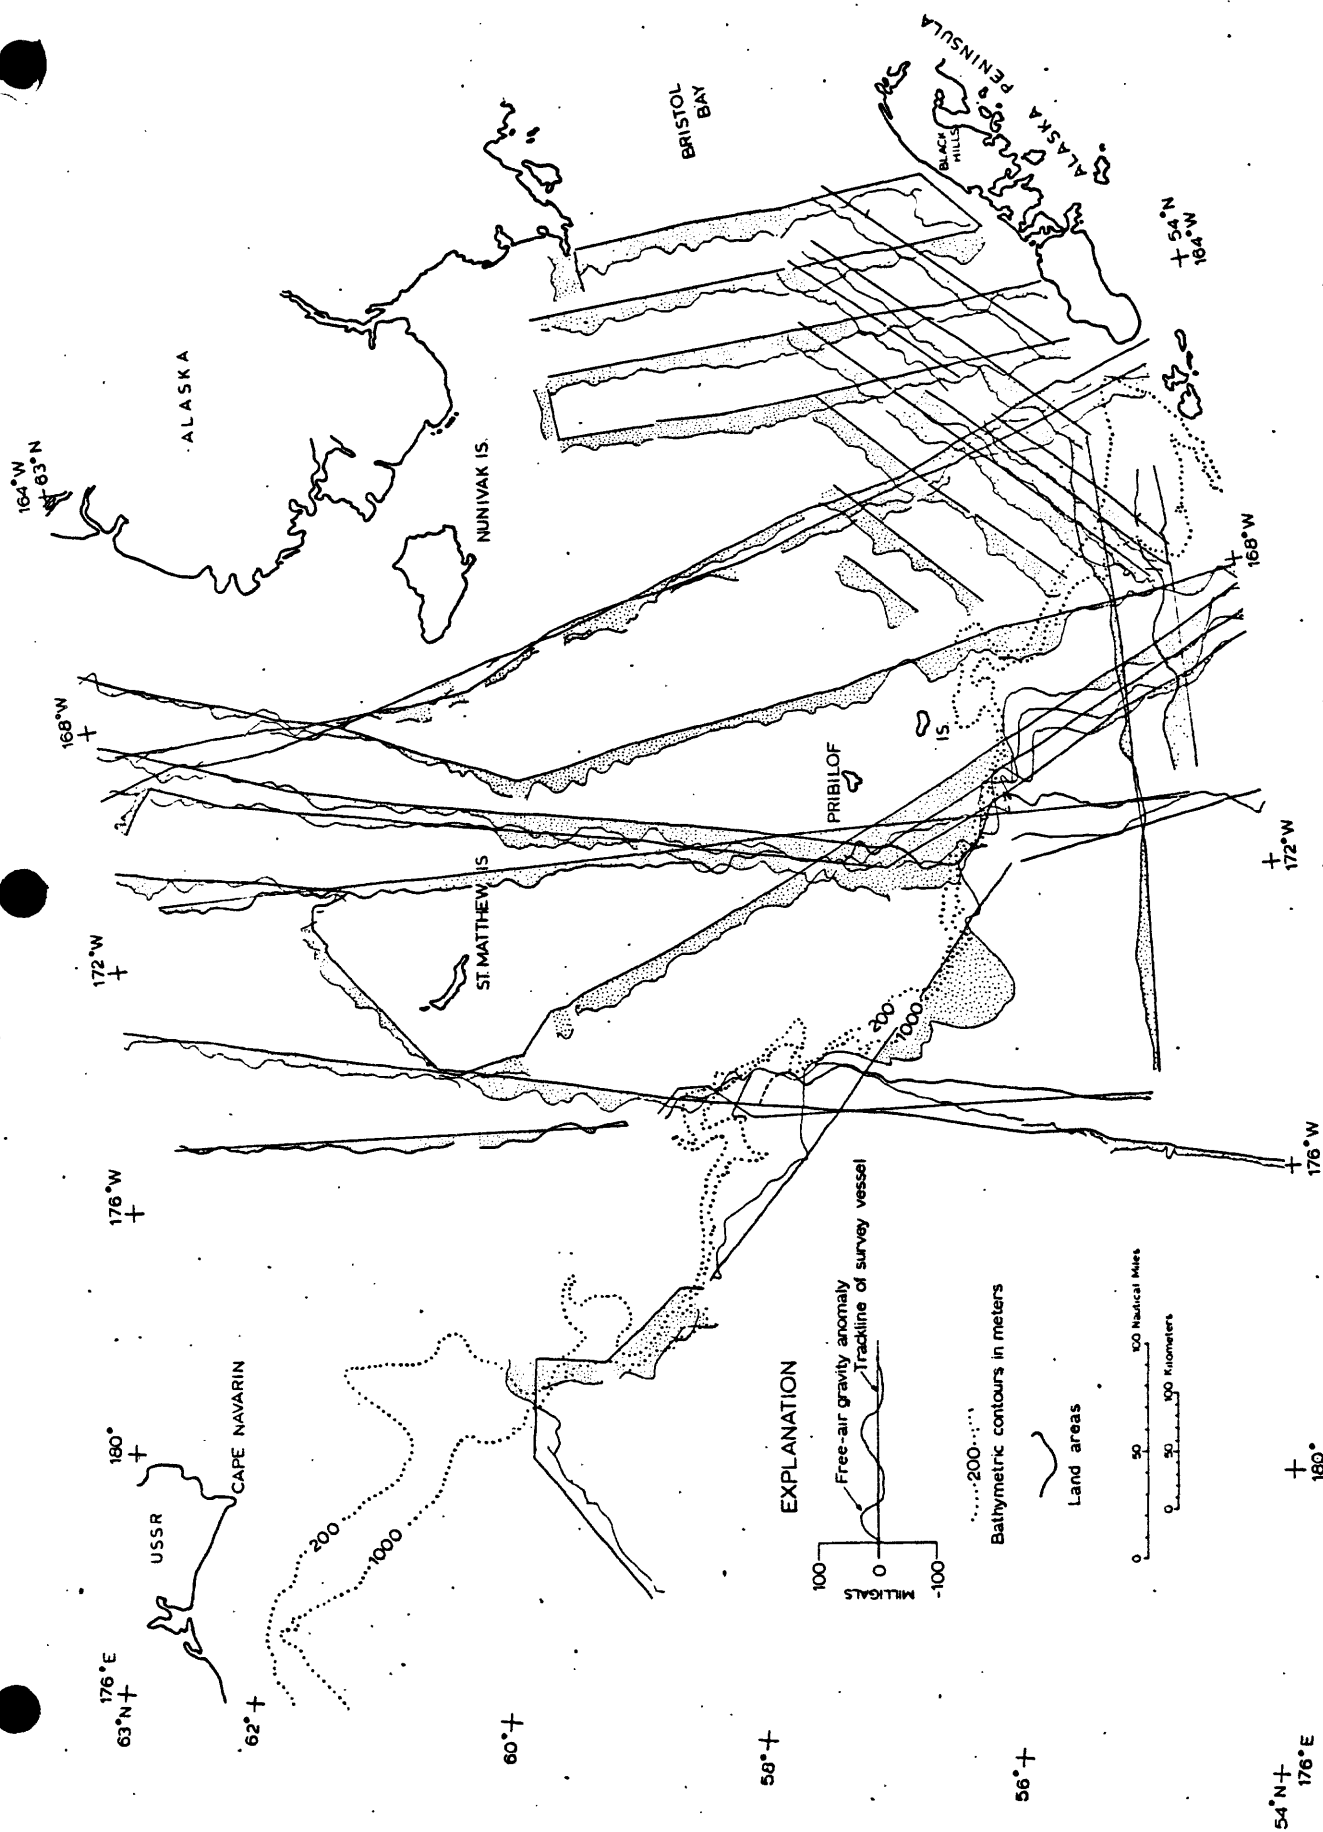 164°W
63°N
ALASKA
NUNIVAK IS.
BRISTOL
BAY
BLACK
HILLS
ALASKA PENINSULA
54°N
164°W
168°W
168°W
PRIBILOF
IS
172°W
172°W
ST. MATTHEW IS
200
1000
176°W
176°W
180°
180°
USSR
CAPE NAVARIN
200
1000
176°E
63°N
62°
60°
58°
56°
54°N
176°E
EXPLANATION
Free-air gravity anomaly
Trackline of survey vessel
100
0
-100
MILLIGALS
200
Bathymetric contours in meters
Land areas
0 50 100 Nautical Miles
0 50 100 Kilometers